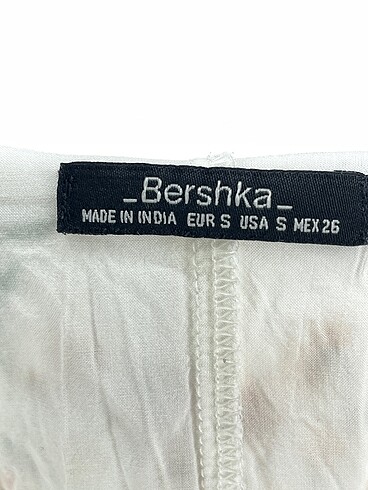 _Bershka_
MADE IN INDIA EUR S USA S MEX 26